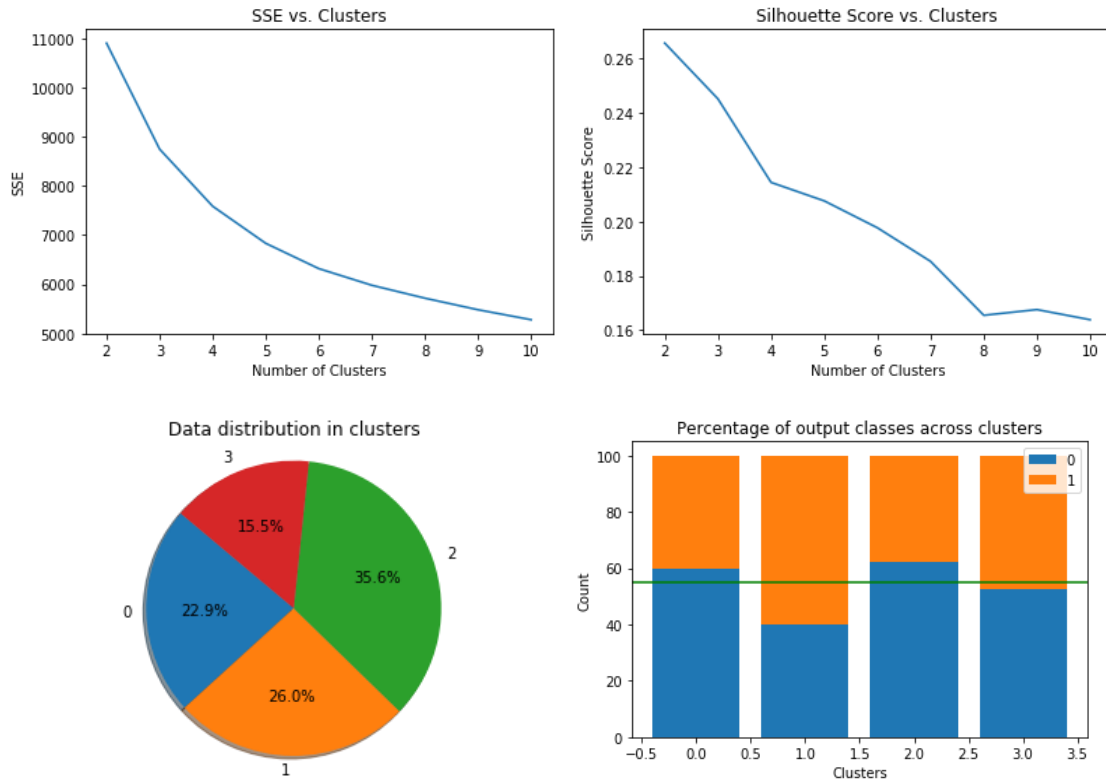 SSE vs. Clusters
11000
10000
9000
8000
7000
6000
5000
SSE
2 3 4 5 6 7 8 9 10
Number of Clusters
Silhouette Score vs. Clusters
0.26
0.24
0.22
0.20
0.18
0.16
Silhouette Score
2 3 4 5 6 7 8 9 10
Number of Clusters
Data distribution in clusters
3
15.5%
2
35.6%
0
22.9%
26.0%
1
Percentage of output classes across clusters
100
80
60
40
20
0
Count
0
1
−0.5 0.0 0.5 1.0 1.5 2.0 2.5 3.0 3.5
Clusters